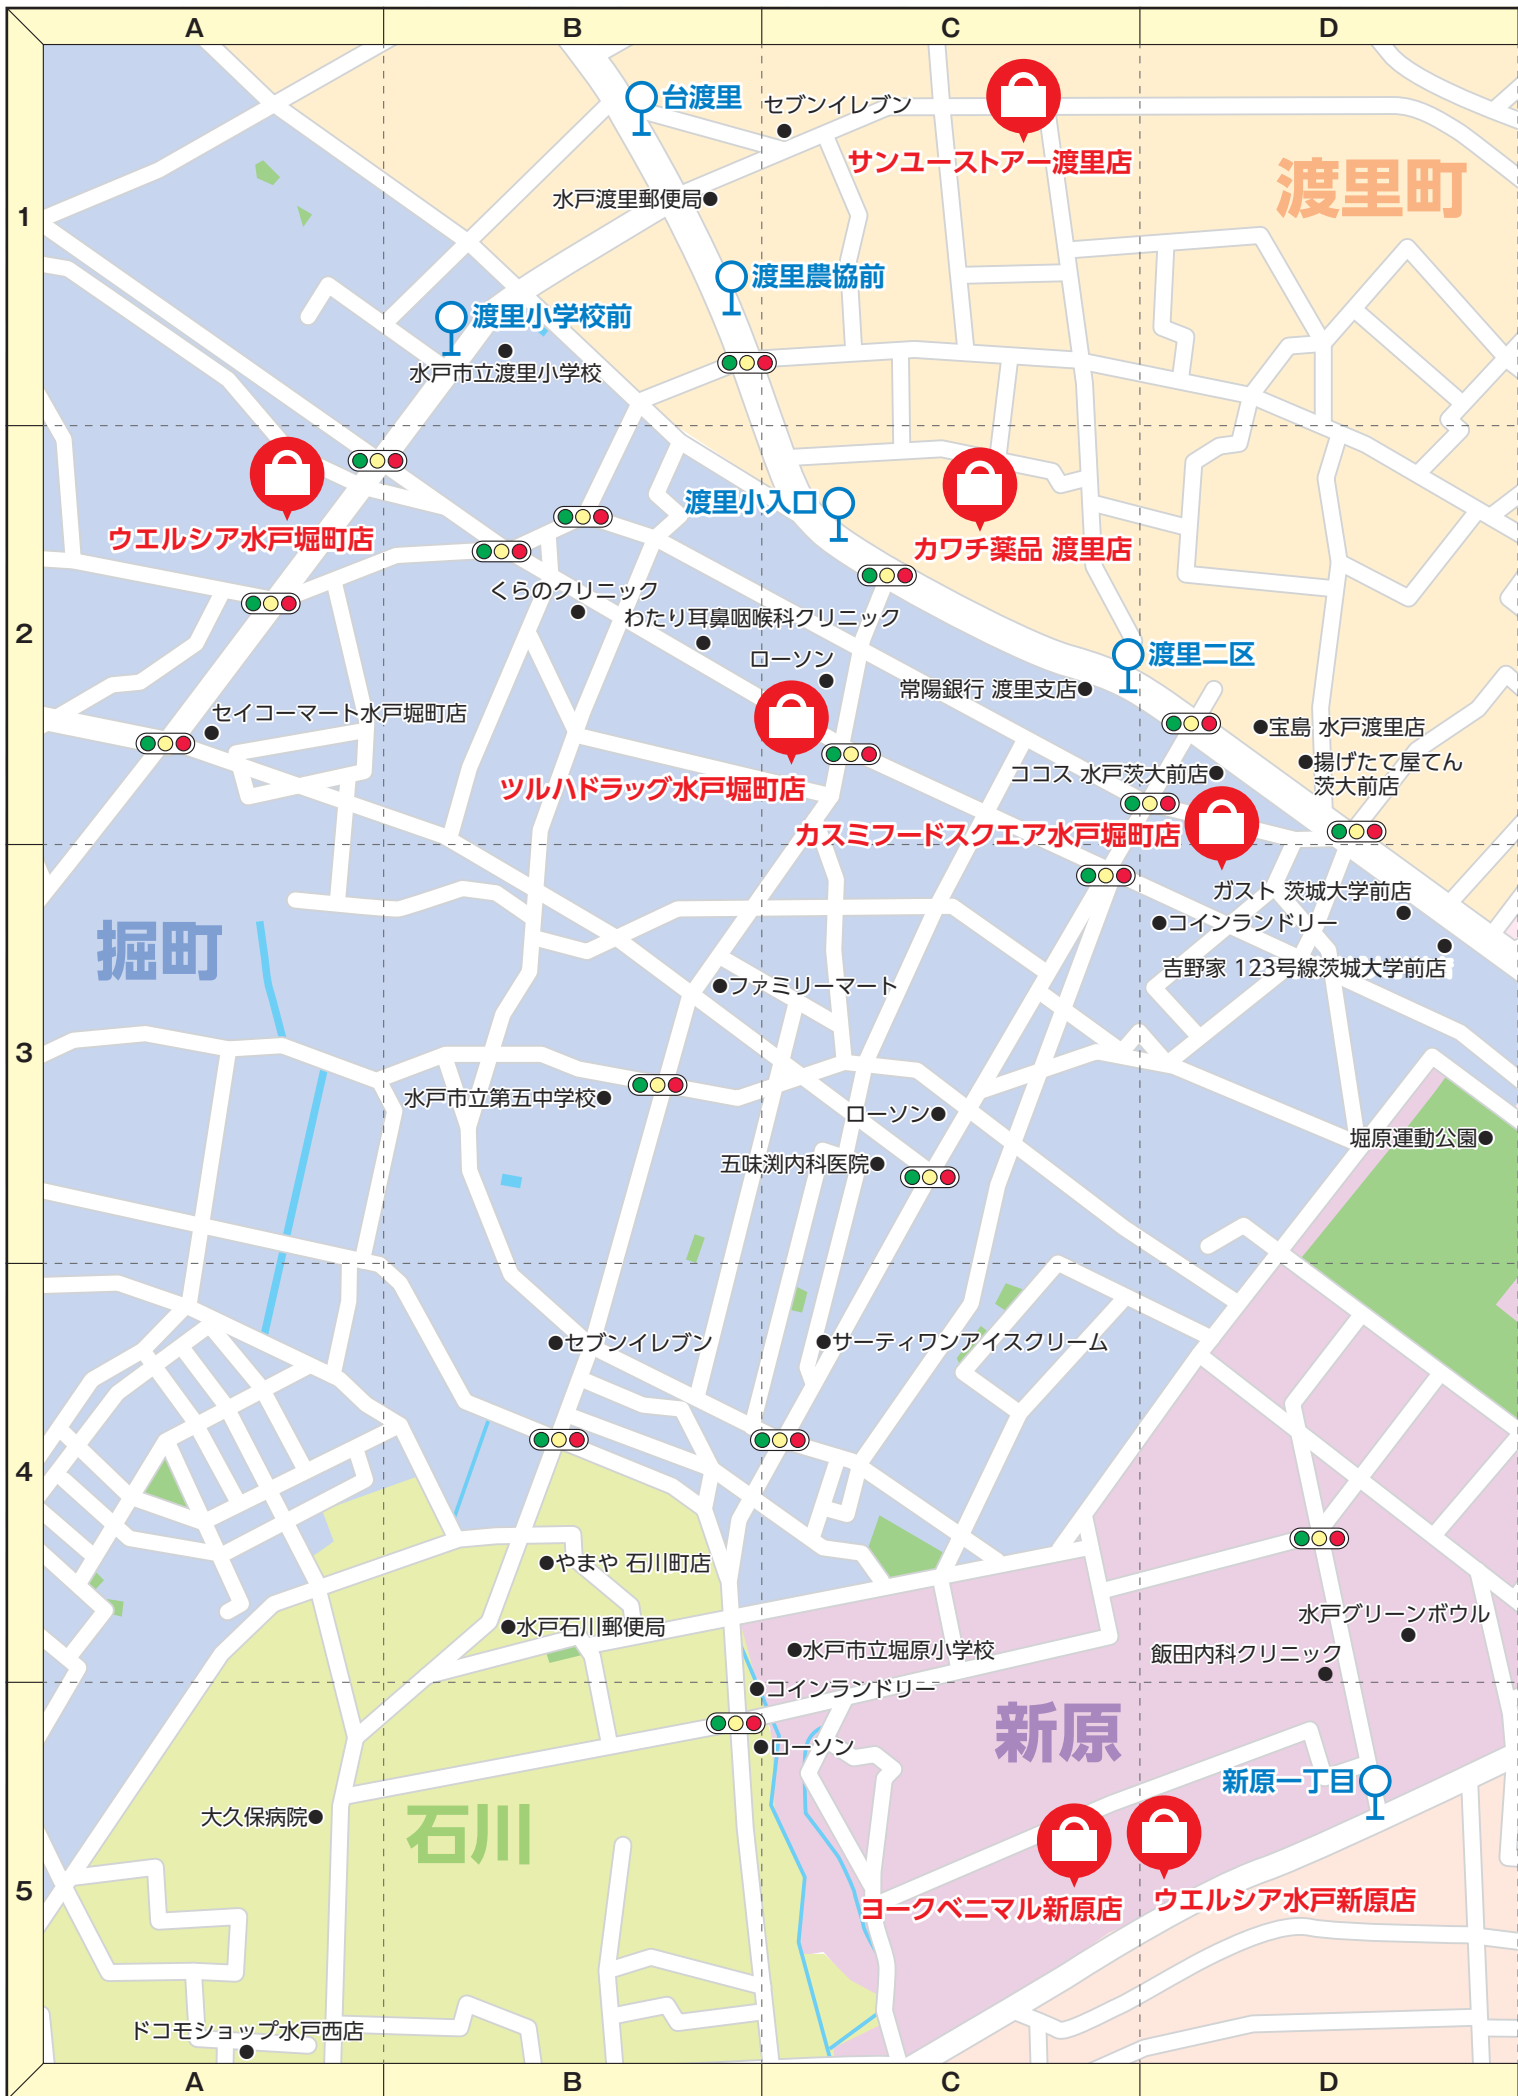 A
B
C
D
台渡里
セブンイレブン
サンユーストアー渡里店
渡里町
水戸渡里郵便局
1
渡里農協前
渡里小学校前
水戸市立渡里小学校
渡里小入口
ウエルシア水戸堀町店
カワチ薬品 渡里店
くらのクリニック
わたり耳鼻咽喉科クリニック
2
ローソン
渡里二区
常陽銀行 渡里支店
セイコーマート水戸堀町店
宝島 水戸渡里店
揚げたて屋てん
茨大前店
ココス 水戸茨大前店
ツルハドラッグ水戸堀町店
カスミフードスクエア水戸堀町店
ガスト 茨城大学前店
コインランドリー
掘町
吉野家 123号線茨城大学前店
ファミリーマート
3
水戸市立第五中学校
ローソン
堀原運動公園
五味渕内科医院
セブンイレブン
サーティワンアイスクリーム
4
やまや 石川町店
水戸グリーンボウル
水戸石川郵便局
水戸市立堀原小学校
飯田内科クリニック
コインランドリー
新原
ローソン
新原一丁目
大久保病院
石川
5
ヨークベニマル新原店
ウエルシア水戸新原店
ドコモショップ水戸西店
A
B
C
D